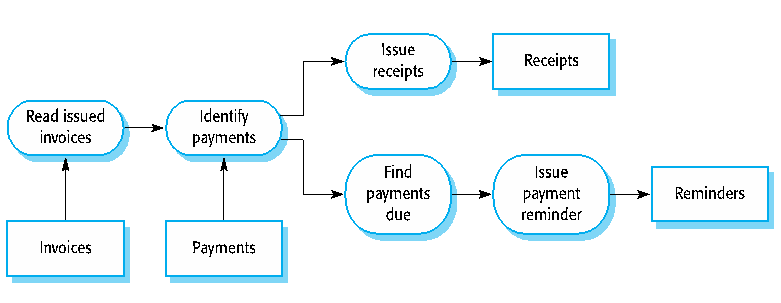 Issue
receipts
Receipts
Read issued
invoices
Identify
payments
Find
payments
due
Issue
payment
reminder
Reminders
Invoices
Payments